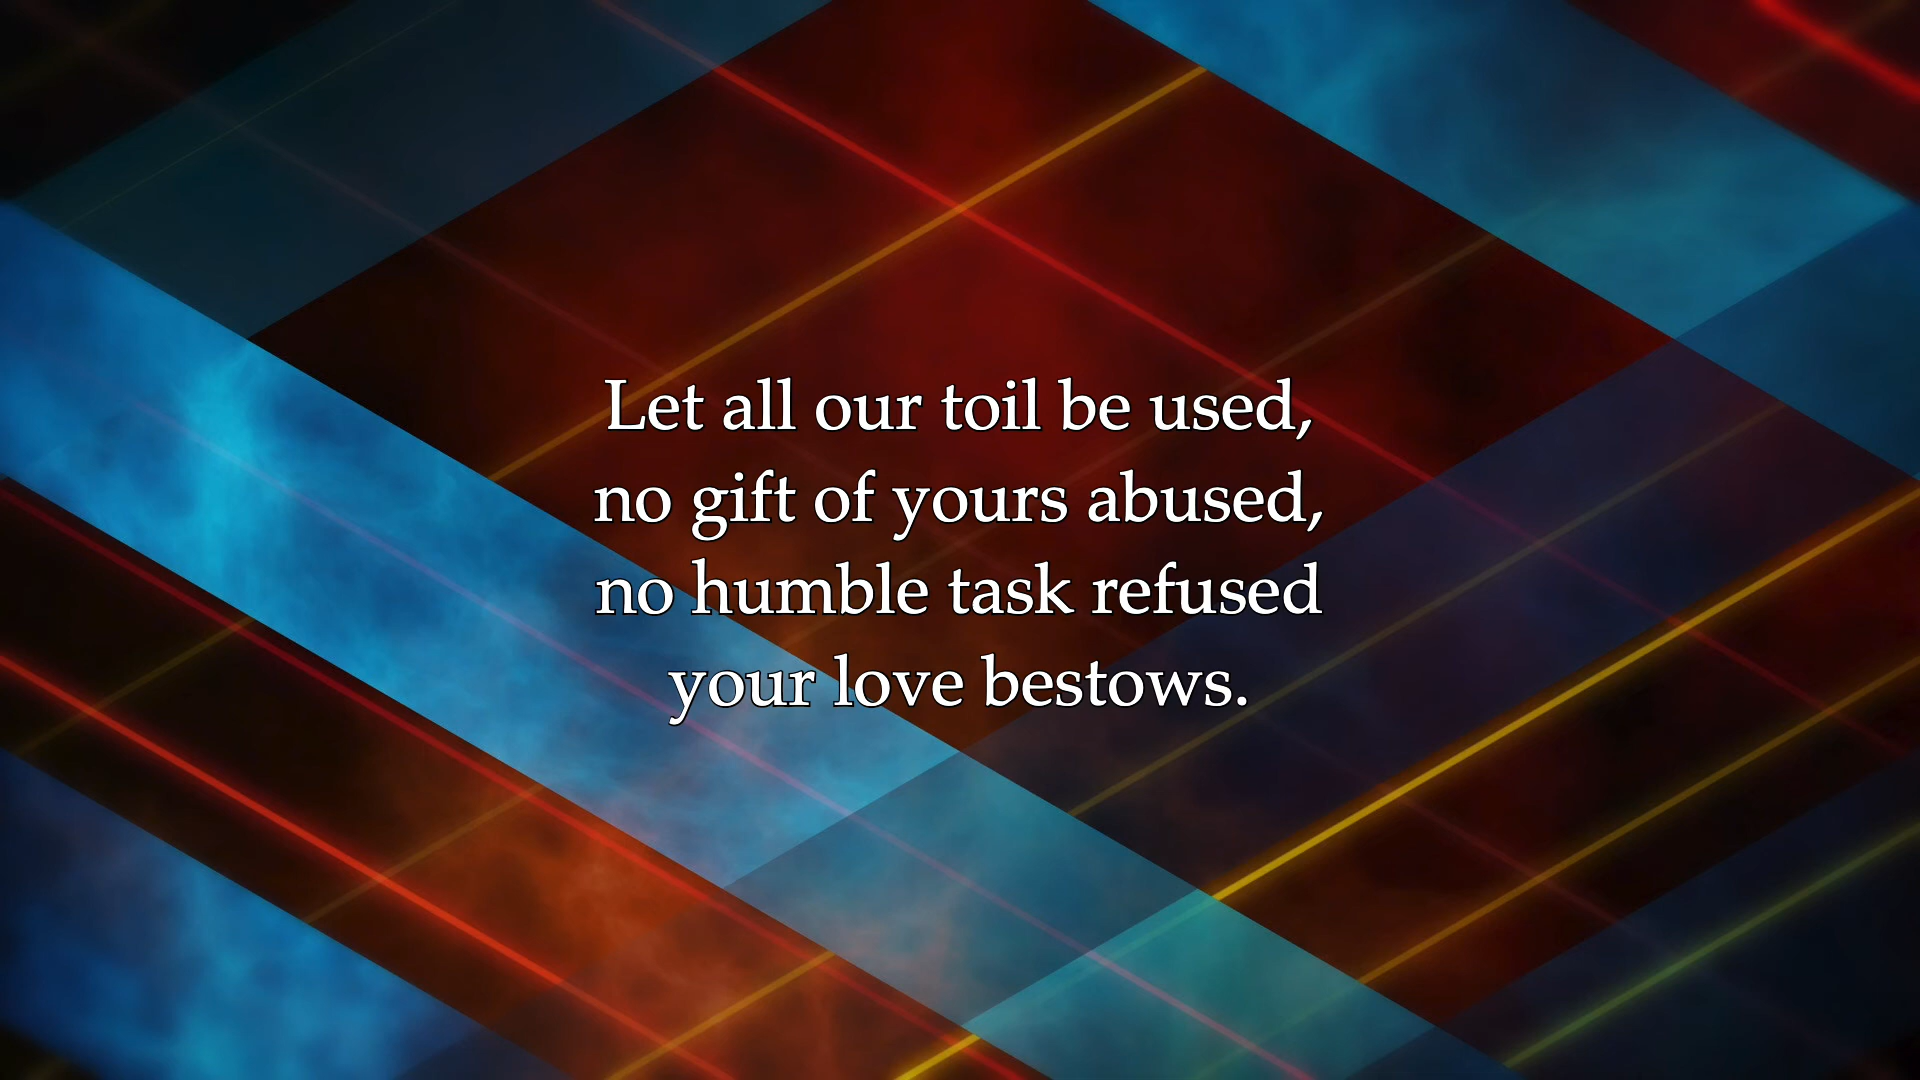 Let all our toil be used,
no gift of yours abused,
no humble task refused
your love bestows.